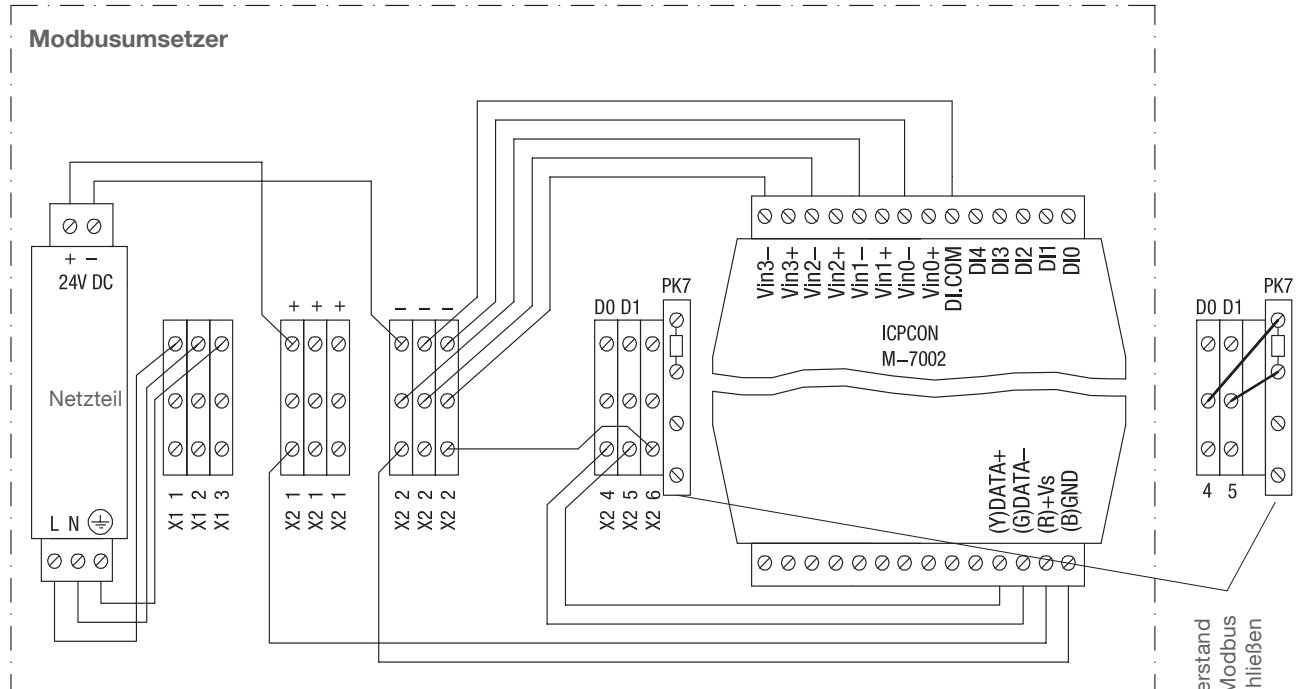 Modbusumsetzer
+ −
24V DC
Netzteil
L N
X1 1
X1 2
X1 3
+ + +
X2 1
X2 1
X2 1
− − −
X2 2
X2 2
X2 2
D0 D1
PK7
X2 4
X2 5
X2 6
Vin3−
Vin3+
Vin2−
Vin2+
Vin1−
Vin1+
Vin0−
Vin0+
DI.COM
DI4
DI3
DI2
DI1
DI0
ICPCON
M−7002
(Y)DATA+
(G)DATA−
(R)+Vs
(B)GND
D0 D1
PK7
4 5
erstand
Modbus
hließen